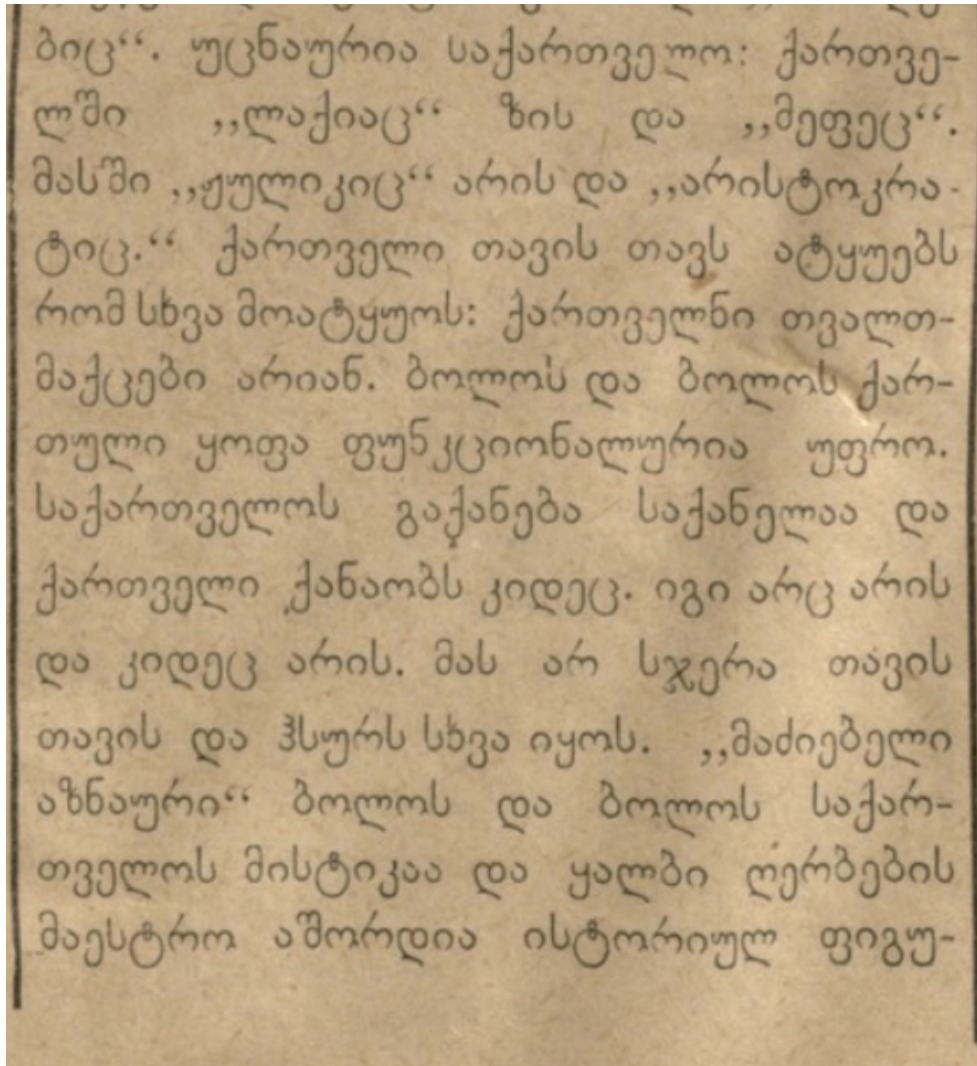 ბიც“. უცნაურია საქართველო: ქართვე-
ლში „ლაქიაც“ ზის და „მეფეც“.
მასში „ჟულიკიც“ არის და „არისტოკრა-
ტიც.“ ქართველი თავის თავს ატყუებს
რომ სხვა მოატყუოს: ქართველნი თვალთ-
მაქცები არიან. ბოლოს და ბოლოს ქარ-
თული ყოფა ფუნკციონალურია უფრო.
საქართველოს გაქანება საქანელაა და
ქართველი ქანაობს კიდეც. იგი არც არის
და კიდეც არის. მას არ სჯერა თავის
თავის და ჰსურს სხვა იყოს. „მაძიებელი
აზნაური“ ბოლოს და ბოლოს საქარ-
თველოს მისტიკაა და ყალბი ღერბების
მაესტრო აშორდია ისტორიულ ფიგუ-